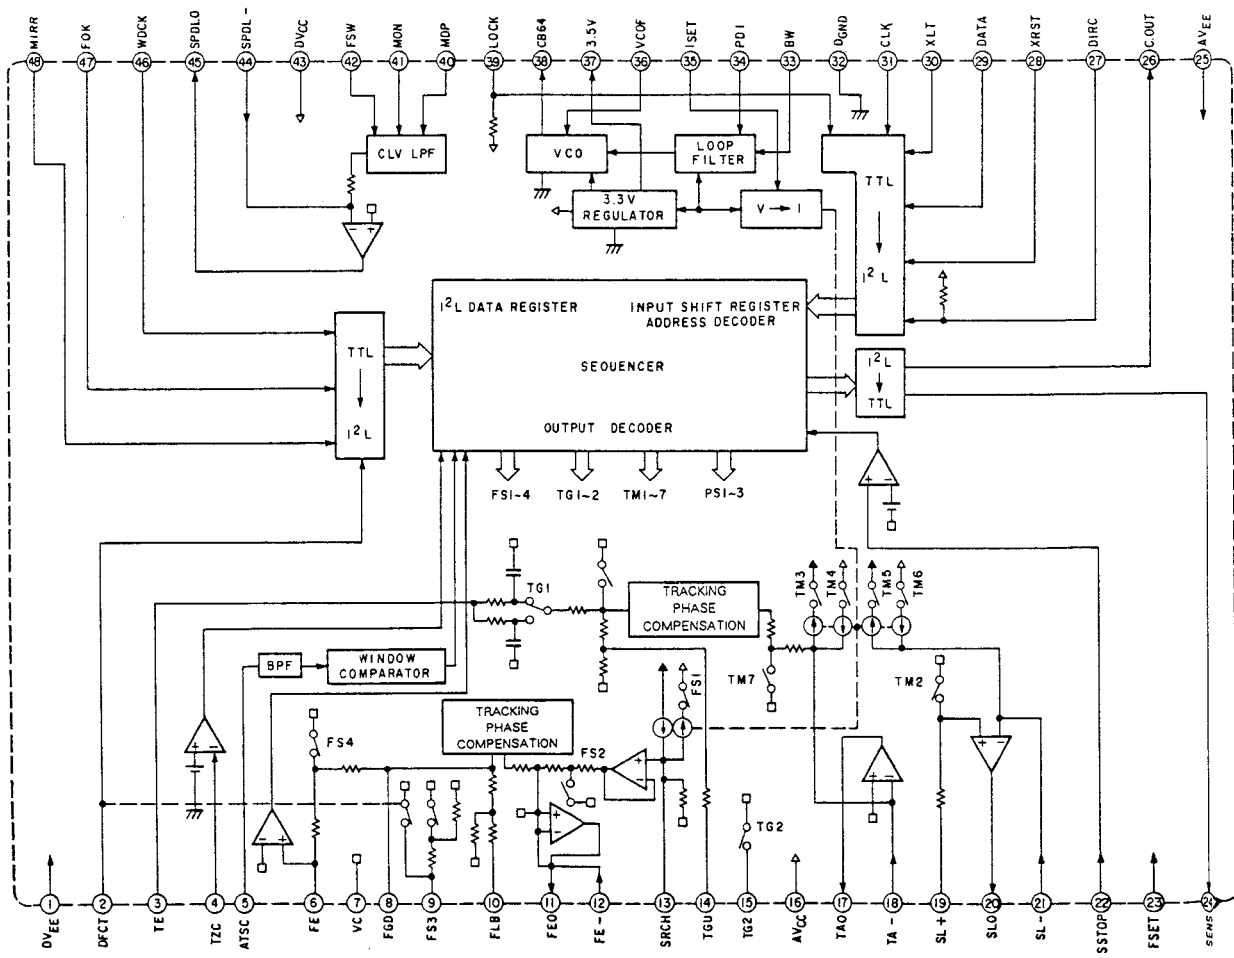 MIRR
FOK
WDCK
SPDLO
SPDL-
DVCC
FSW
MON
MDP
LOCK
CB64
3.5V
VCOF
ISET
PDI
BW
DGND
CLK
XLT
DATA
XRST
DIRC
C.OUT
AVEE
48
47
46
45
44
43
42
41
40
39
38
37
36
35
34
33
32
31
30
29
28
27
26
25
CLV LPF
VCO
LOOP
FILTER
3.3V
REGULATOR
V → I
TTL
I²L
- +
I²L DATA REGISTER
INPUT SHIFT REGISTER
ADDRESS DECODER
SEQUENCER
OUTPUT DECODER
TTL
I²L
I²L
TTL
FS1~4
TG1~2
TM1~7
PS1~3
+ -
TG1
TRACKING
PHASE
COMPENSATION
TM3
TM4
TM5
TM6
BPF
WINDOW
COMPARATOR
TM7
TM2
FS1
TRACKING
PHASE
COMPENSATION
FS4
FS2
+ -
+
-
+ -
+ -
- +
+
-
TG2
1
2
3
4
5
6
7
8
9
10
11
12
13
14
15
16
17
18
19
20
21
22
23
24
DVEE
DFCT
TE
TZC
ATSC
FE
VC
FGD
FS3
FLB
FEO
FE-
SRCH
TGU
TG2
AVCC
TAO
TA-
SL+
SLO
SL-
SSTOP
FSET
SENS